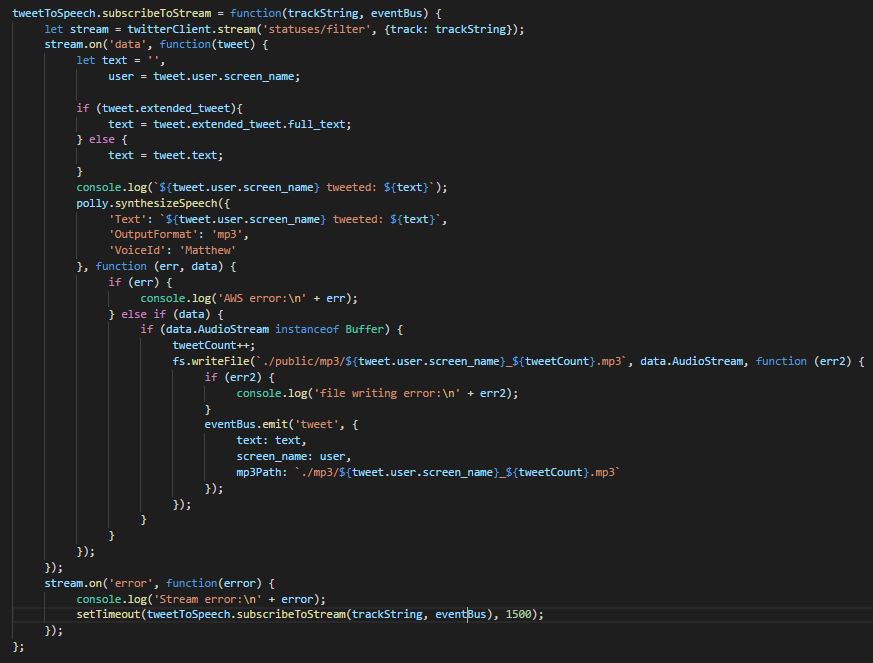 tweetToSpeech.subscribeToStream = function(trackString, eventBus) {
    let stream = twitterClient.stream('statuses/filter', {track: trackString});
    stream.on('data', function(tweet) {
        let text = '',
            user = tweet.user.screen_name;

        if (tweet.extended_tweet){
            text = tweet.extended_tweet.full_text;
        } else {
            text = tweet.text;
        }
        console.log(`${tweet.user.screen_name} tweeted: ${text}`);
        polly.synthesizeSpeech({
            'Text': `${tweet.user.screen_name} tweeted: ${text}`,
            'OutputFormat': 'mp3',
            'VoiceId': 'Matthew'
        }, function (err, data) {
            if (err) {
                console.log('AWS error:\n' + err);
            } else if (data) {
                if (data.AudioStream instanceof Buffer) {
                    tweetCount++;
                    fs.writeFile(`./public/mp3/${tweet.user.screen_name}_${tweetCount}.mp3`, data.AudioStream, function (err2) {
                        if (err2) {
                            console.log('file writing error:\n' + err2);
                        }
                        eventBus.emit('tweet', {
                            text: text,
                            screen_name: user,
                            mp3Path: `./mp3/${tweet.user.screen_name}_${tweetCount}.mp3`
                        });
                    });
                }
            }
        });
    });
    stream.on('error', function(error) {
        console.log('Stream error:\n' + error);
        setTimeout(tweetToSpeech.subscribeToStream(trackString, eventBus), 1500);
    });
};